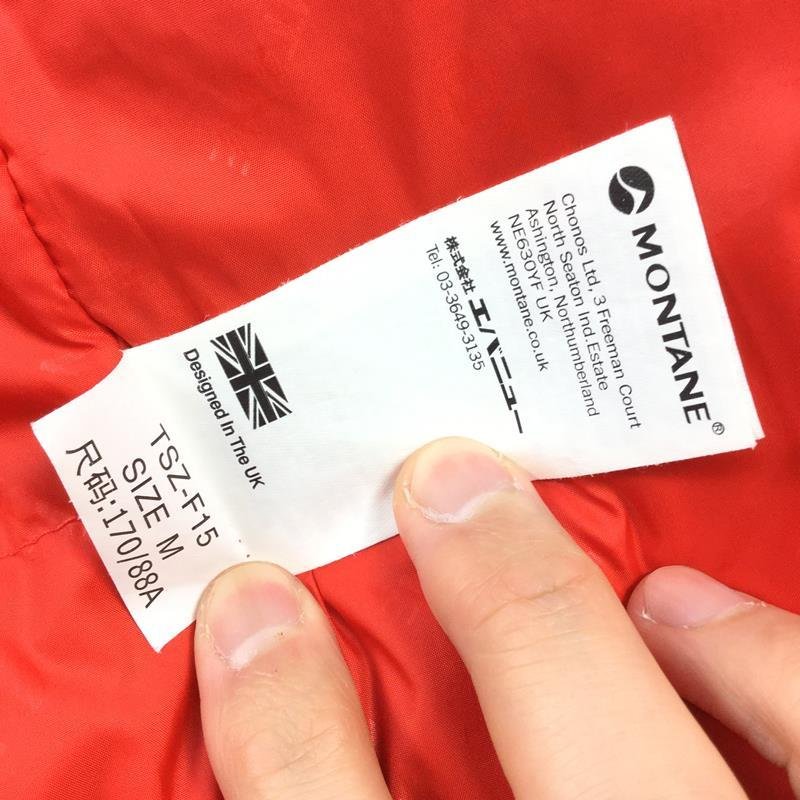 MONTANE®
Chonos Ltd, 3 Freeman Court
North Seaton Ind.Estate
Ashington, Northumberland
NE630YF UK
www.montane.co.uk
株式会社 エバニュー
Tel: 03-3649-3135
Designed In The UK
TSZ-F15
SIZE M
尺码:170/88A